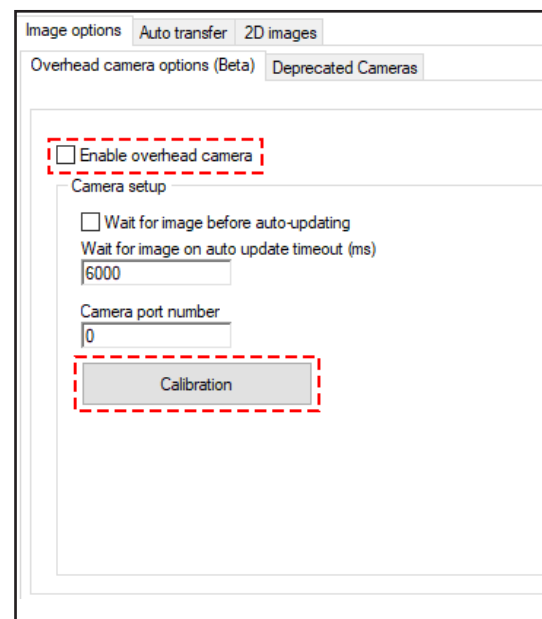 Image options Auto transfer 2D images
Overhead camera options (Beta) Deprecated Cameras
Enable overhead camera
Camera setup
Wait for image before auto-updating
Wait for image on auto update timeout (ms)
6000
Camera port number
0
Calibration